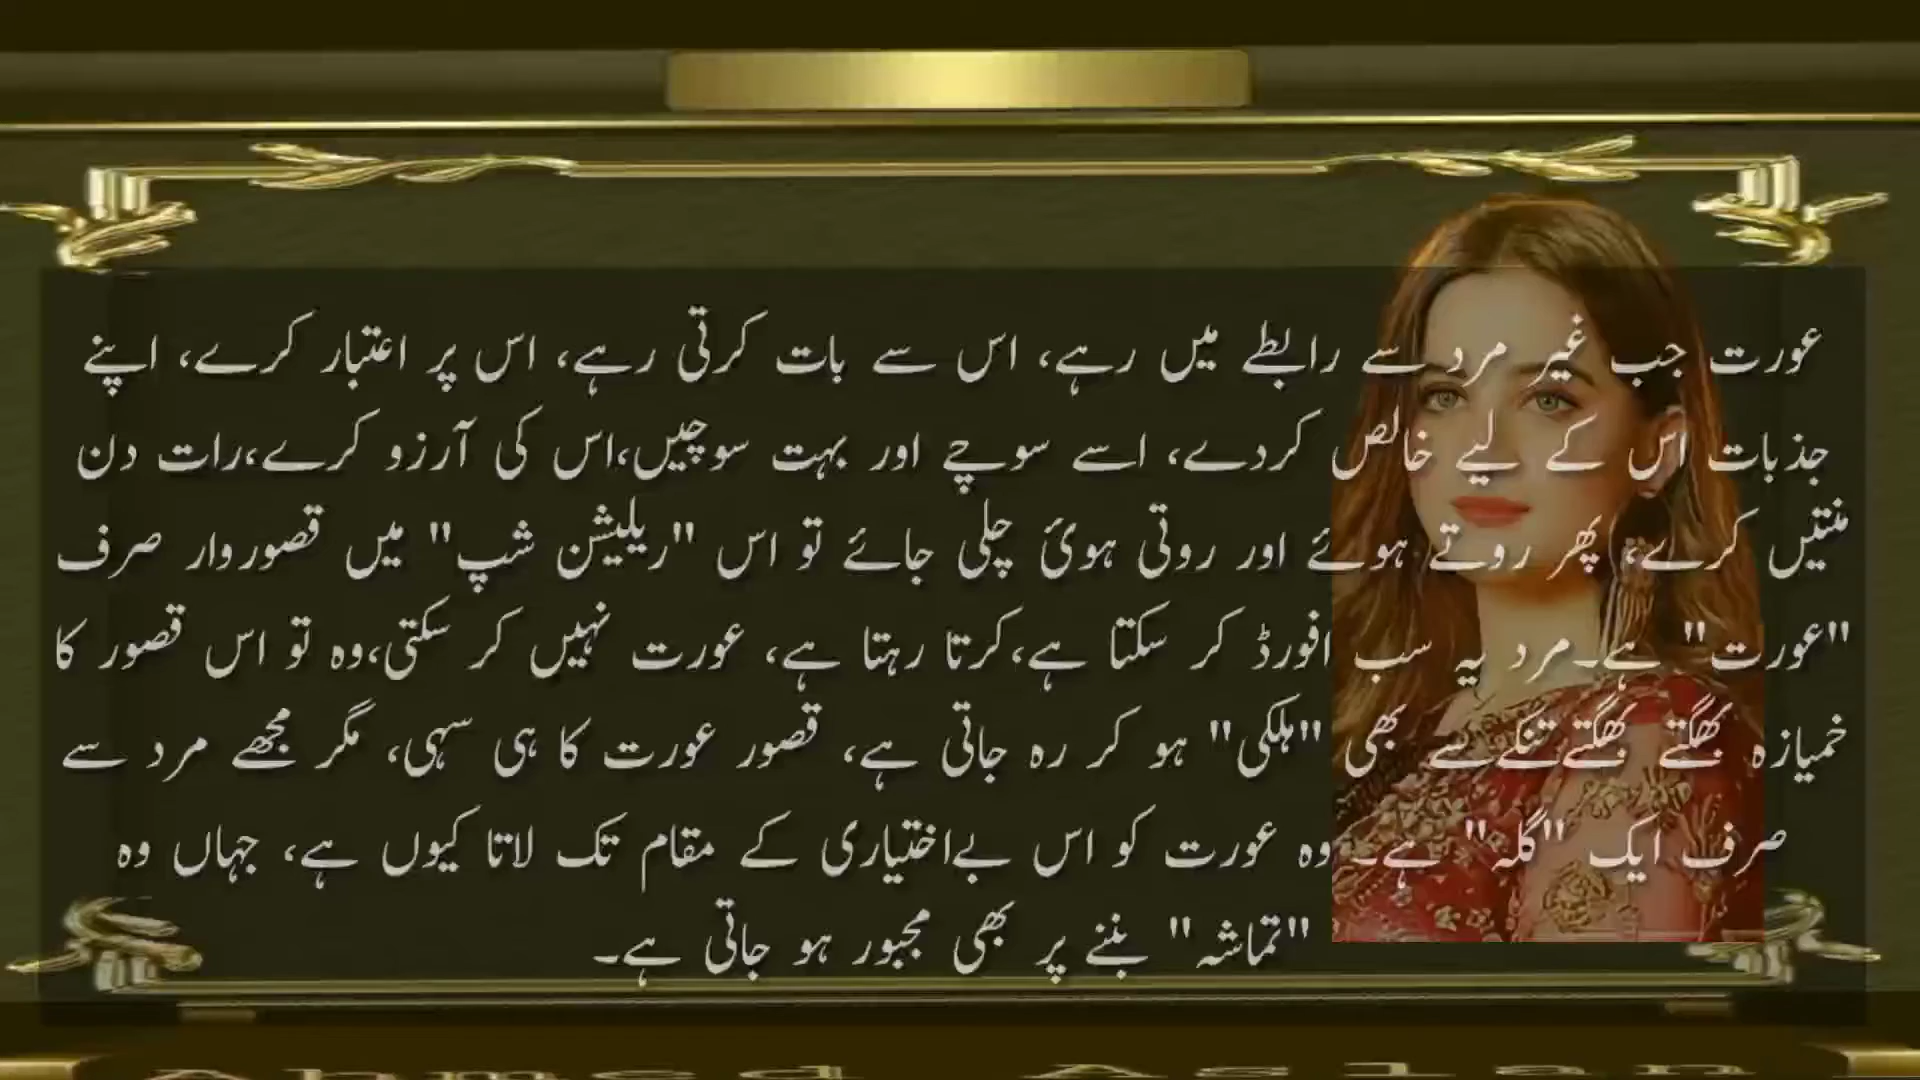 عورت جب غیر مرد سے رابطے میں رہے، اس سے بات کرتی رہے، اس پر اعتبار کرے، اپنے
جذبات اس کے لیے خالص کردے، اسے سوچے اور بہت سوچیں،اس کی آرزو کرے،رات دن
منتیں کرے، پھر روتے ہوئے اور روتی ہوئ چلی جائے تو اس "ریلیشن شپ" میں قصوروار صرف
"عورت" ہے۔مرد یہ سب افورڈ کر سکتا ہے،کرتا رہتا ہے، عورت نہیں کر سکتی،وہ تو اس قصور کا
خمیازہ بھگتے بھگتے تنکے سے بھی "ہلکی" ہو کر رہ جاتی ہے، قصور عورت کا ہی سہی، مگر مجھے مرد سے
صرف ایک "گلہ" ہے۔ وہ عورت کو اس بےاختیاری کے مقام تک لاتا کیوں ہے، جہاں وہ
"تماشہ" بننے پر بھی مجبور ہو جاتی ہے۔